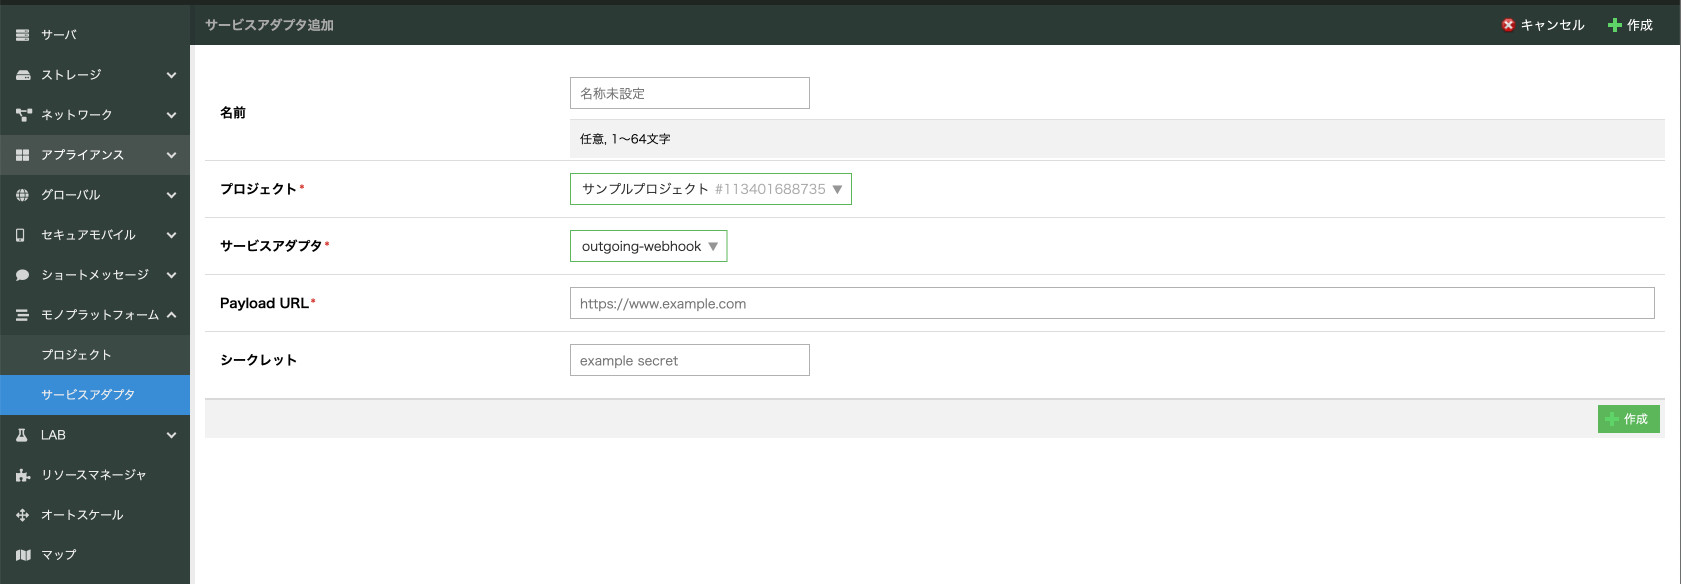 サーバ
ストレージ
ネットワーク
アプライアンス
グローバル
セキュアモバイル
ショートメッセージ
モノプラットフォーム
プロジェクト
サービスアダプタ
LAB
リソースマネージャ
オートスケール
マップ
サービスアダプタ追加
キャンセル 作成
名前
名称未設定
任意, 1〜64文字
プロジェクト*
サンプルプロジェクト #113401688735 ▼
サービスアダプタ*
outgoing-webhook ▼
Payload URL*
https://www.example.com
シークレット
example secret
作成